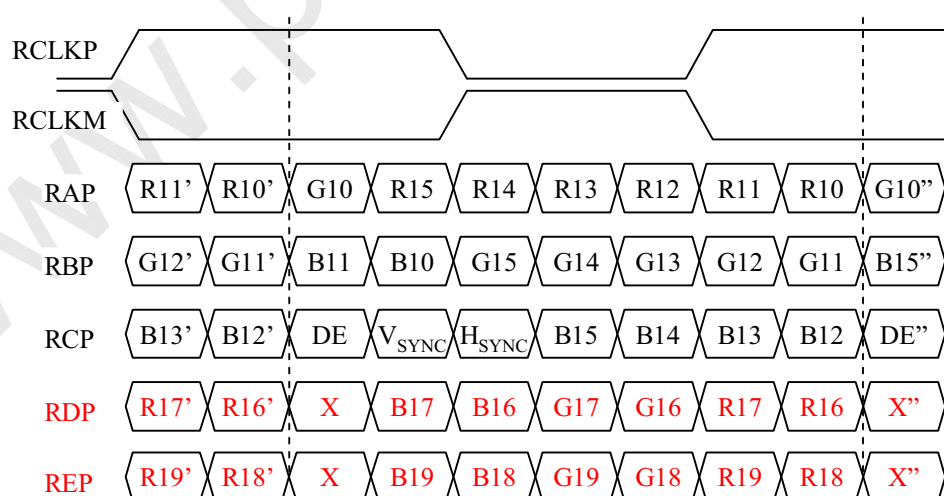 RCLKP
RCLKM
RAP R11’ R10’ G10 R15 R14 R13 R12 R11 R10 G10”
RBP G12’ G11’ B11 B10 G15 G14 G13 G12 G11 B15”
RCP B13’ B12’ DE VSYNC HSYNC B15 B14 B13 B12 DE”
RDP R17’ R16’ X B17 B16 G17 G16 R17 R16 X”
REP R19’ R18’ X B19 B18 G19 G18 R19 R18 X”